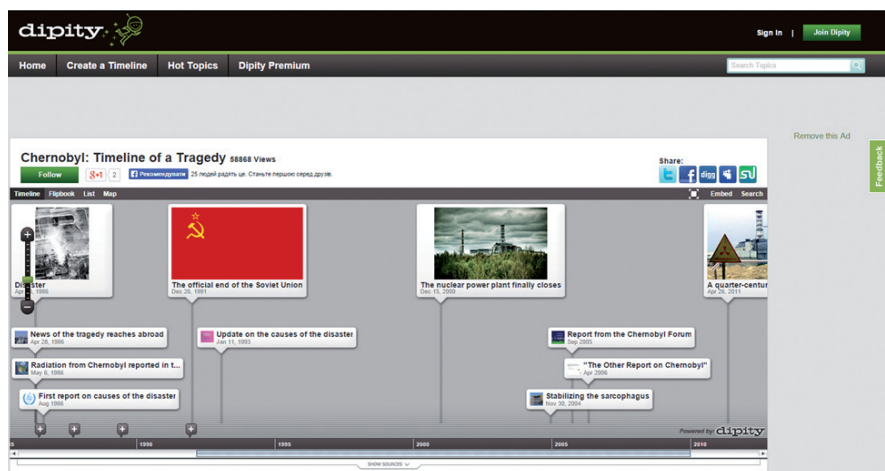 dipity
Sign In | Join Dipity
Home Create a Timeline Hot Topics Dipity Premium
Search Topics
Remove this Ad
Feedback
Chernobyl: Timeline of a Tragedy 58868 Views
Share:
Follow g+1 2 Рекомендувати 25 людей радять це. Станьте першою серед друзів.
digg
Timeline Flipbook List Map
Embed Search
Disaster
1986
The official end of the Soviet Union
Dec 26, 1991
The nuclear power plant finally closes
Dec 15, 2000
A quarter-centur
Apr 26, 2011
News of the tragedy reaches abroad
Apr 28, 1986
Update on the causes of the disaster
Jan 11, 1993
Report from the Chernobyl Forum
Sep 2005
Radiation from Chernobyl reported in t...
May 6, 1986
"The Other Report on Chernobyl"
Apr 2006
First report on causes of the disaster
Aug 1986
Stabilizing the sarcophagus
Nov 30, 2004
Powered by: dipity
1990 1995 2000 2005 2010
SHOW SOURCES